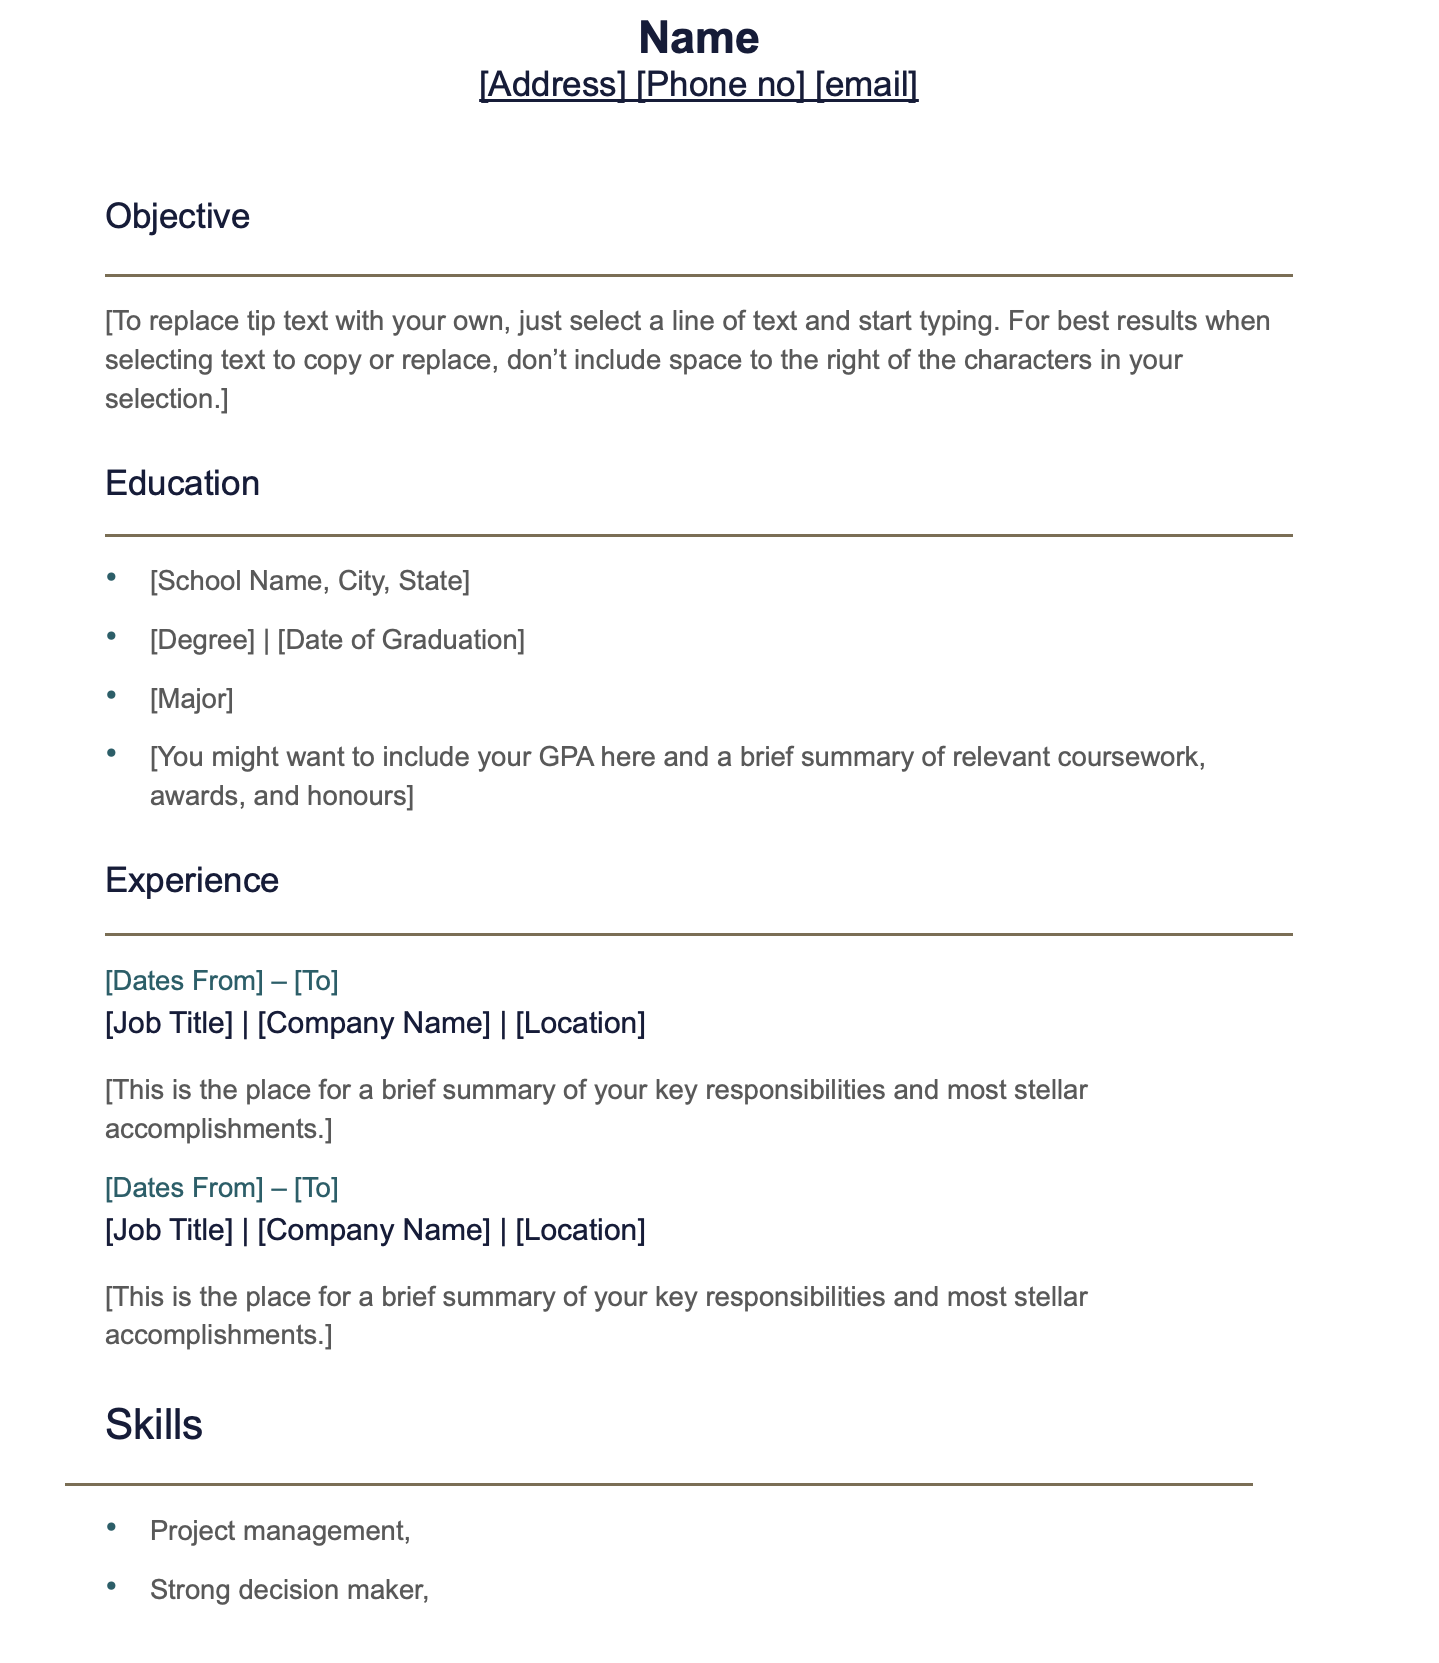 Name
[Address] [Phone no] [email]
Objective
[To replace tip text with your own, just select a line of text and start typing. For best results when
selecting text to copy or replace, don’t include space to the right of the characters in your
selection.]
Education
• [School Name, City, State]
• [Degree] | [Date of Graduation]
• [Major]
• [You might want to include your GPA here and a brief summary of relevant coursework,
awards, and honours]
Experience
[Dates From] – [To]
[Job Title] | [Company Name] | [Location]
[This is the place for a brief summary of your key responsibilities and most stellar
accomplishments.]
[Dates From] – [To]
[Job Title] | [Company Name] | [Location]
[This is the place for a brief summary of your key responsibilities and most stellar
accomplishments.]
Skills
• Project management,
• Strong decision maker,